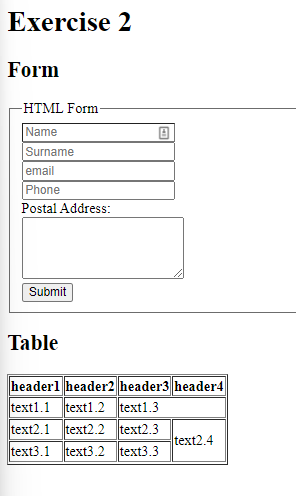 Exercise 2
Form
HTML Form
Name
Surname
email
Phone
Postal Address:
Submit
Table
header1 header2 header3 header4
text1.1 text1.2 text1.3
text2.1 text2.2 text2.3 text2.4
text3.1 text3.2 text3.3